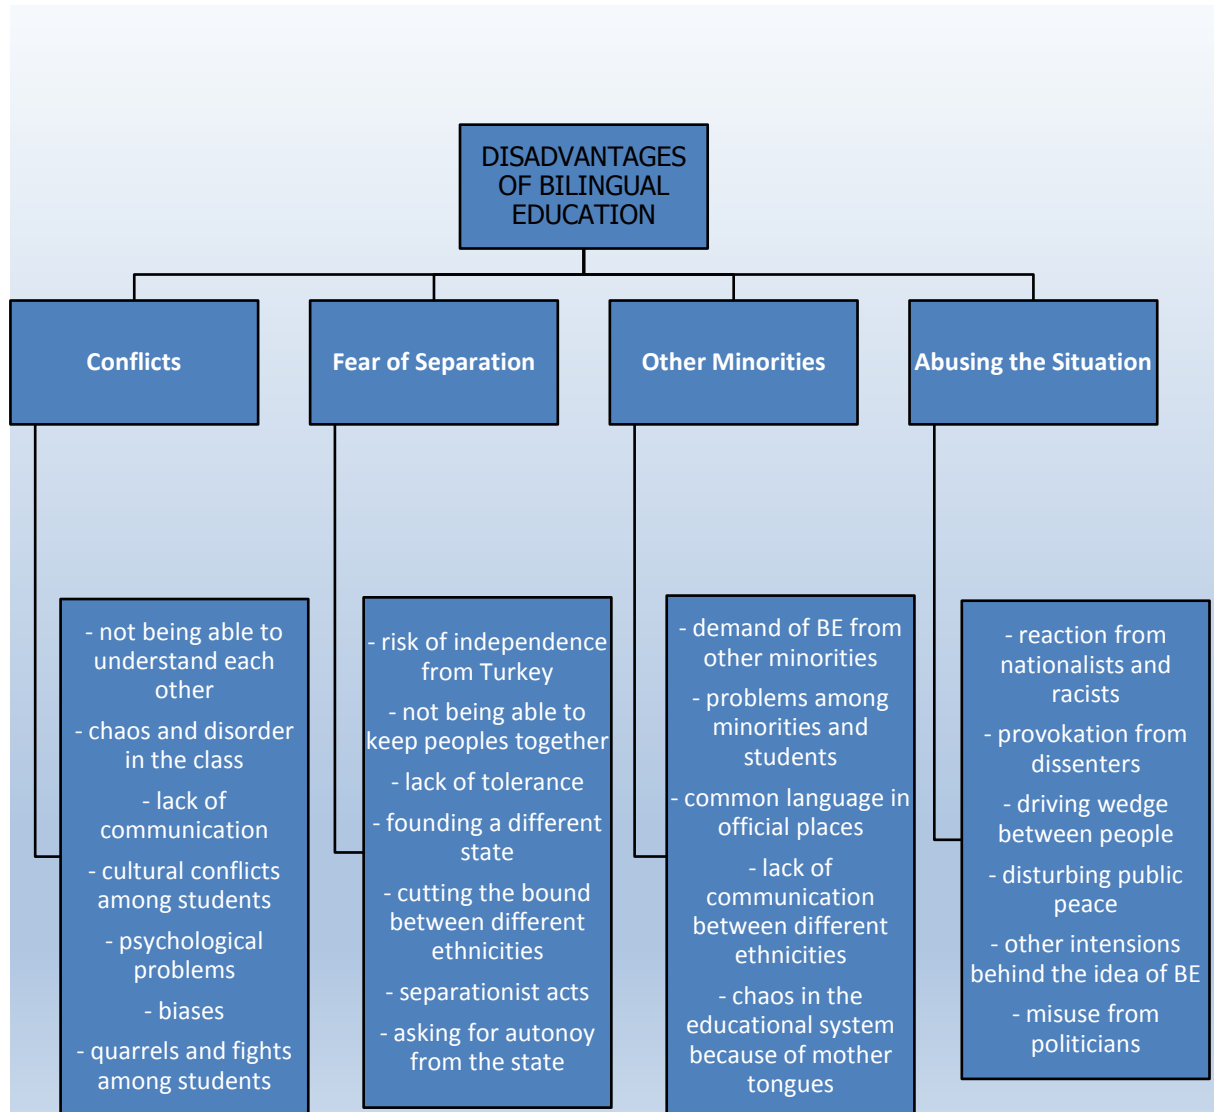 DISADVANTAGES
OF BILINGUAL
EDUCATION
Conflicts
Fear of Separation
Other Minorities
Abusing the Situation
- not being able to
understand each
other
- chaos and disorder
in the class
- lack of
communication
- cultural conflicts
among students
- psychological
problems
- biases
- quarrels and fights
among students
- risk of independence
from Turkey
- not being able to
keep peoples together
- lack of tolerance
- founding a different
state
- cutting the bound
between different
ethnicities
- separationist acts
- asking for autonoy
from the state
- demand of BE from
other minorities
- problems among
minorities and
students
- common language in
official places
- lack of
communication
between different
ethnicities
- chaos in the
educational system
because of mother
tongues
- reaction from
nationalists and
racists
- provokation from
dissenters
- driving wedge
between people
- disturbing public
peace
- other intensions
behind the idea of BE
- misuse from
politicians